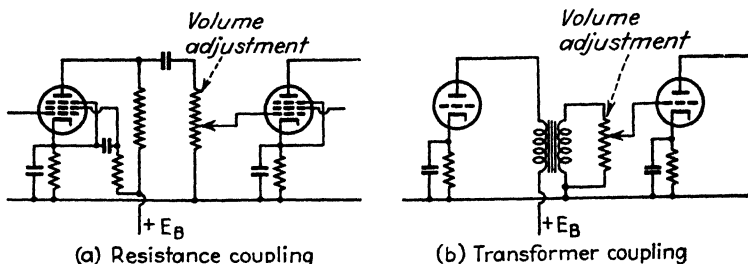 Volume
adjustment
+E_B
(a) Resistance coupling
Volume
adjustment
+E_B
(b) Transformer coupling